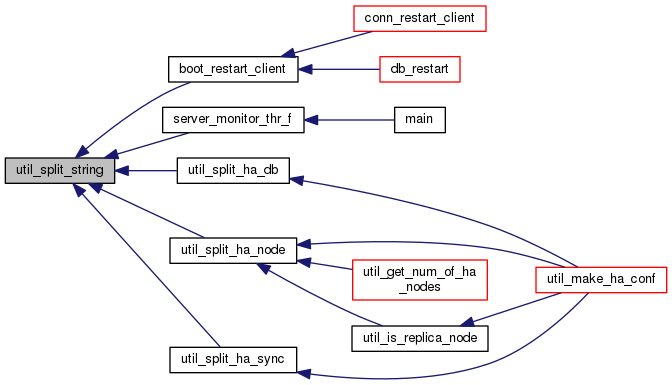 conn_restart_client
boot_restart_client
db_restart
server_monitor_thr_f
main
util_split_string
util_split_ha_db
util_split_ha_node
util_get_num_of_ha
_nodes
util_make_ha_conf
util_is_replica_node
util_split_ha_sync